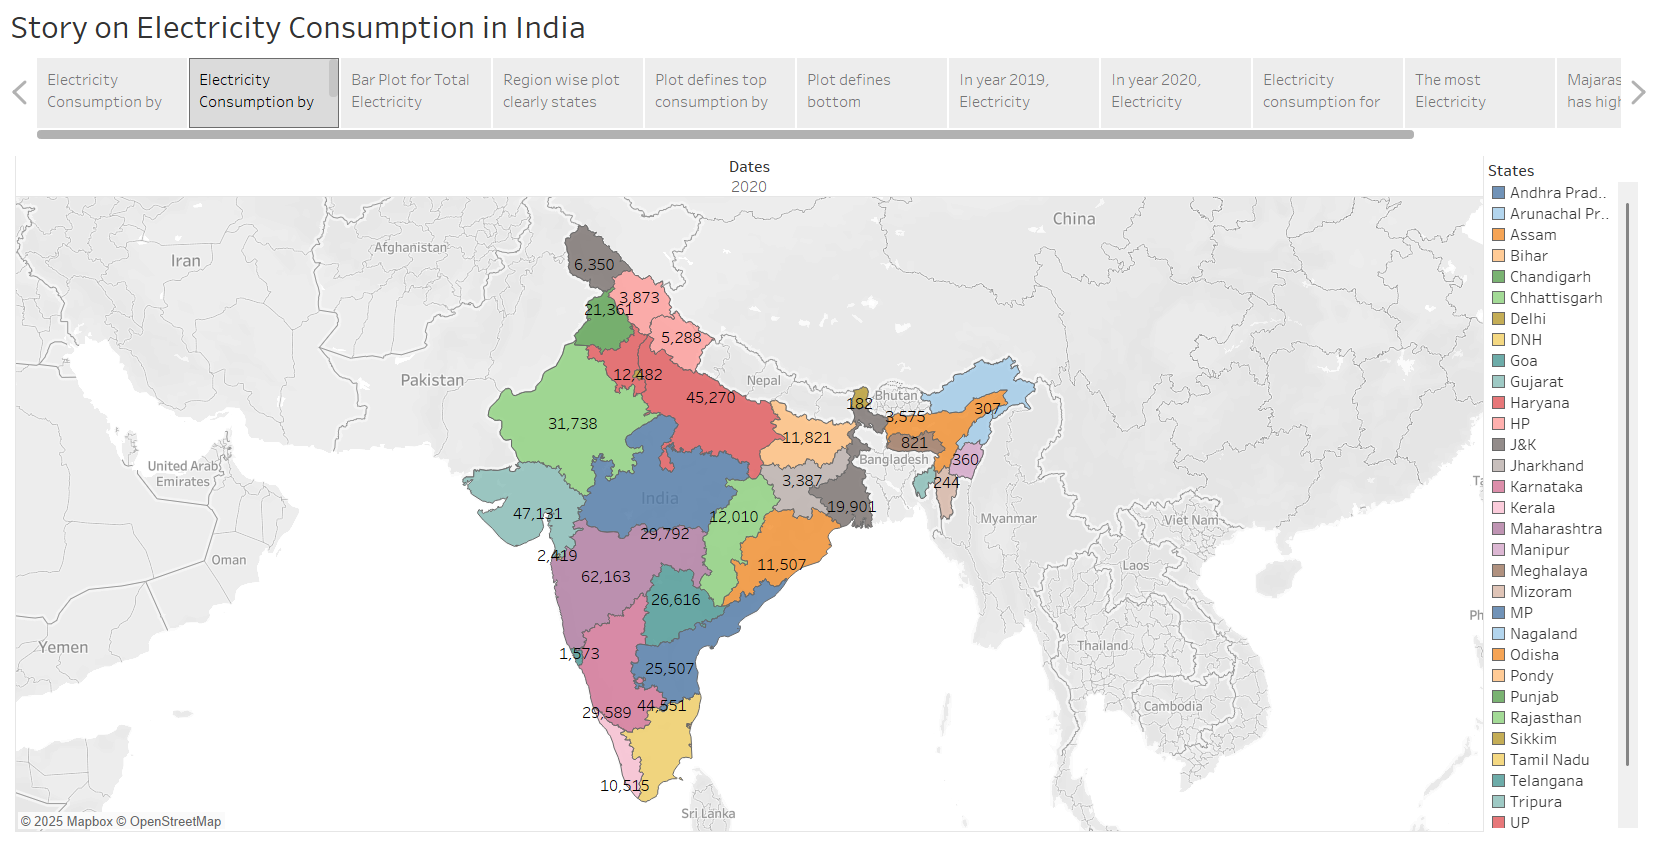 Story on Electricity Consumption in India
Electricity
Consumption by
Electricity
Consumption by
Bar Plot for Total
Electricity
Region wise plot
clearly states
Plot defines top
consumption by
Plot defines
bottom
In year 2019,
Electricity
In year 2020,
Electricity
Electricity
consumption for
The most
Electricity
Majaras
has high
Dates
2020
China
Afghanistan
Iran
6,350
3,873
21,361
5,288
Pakistan
12,482
Nepal
45,270
182
Bhutan
307
3,575
31,738
11,821
821
Bangladesh
360
3,387
244
United Arab
Emirates
India
47,131
12,010
19,901
Myanmar
Viet Nam
29,792
2,419
Oman
62,163
11,507
Laos
26,616
Yemen
1,573
Thailand
25,507
29,589
44,551
Cambodia
10,515
Sri Lanka
Ta
Ph
© 2025 Mapbox © OpenStreetMap
States
Andhra Prad..
Arunachal Pr..
Assam
Bihar
Chandigarh
Chhattisgarh
Delhi
DNH
Goa
Gujarat
Haryana
HP
J&K
Jharkhand
Karnataka
Kerala
Maharashtra
Manipur
Meghalaya
Mizoram
MP
Nagaland
Odisha
Pondy
Punjab
Rajasthan
Sikkim
Tamil Nadu
Telangana
Tripura
UP